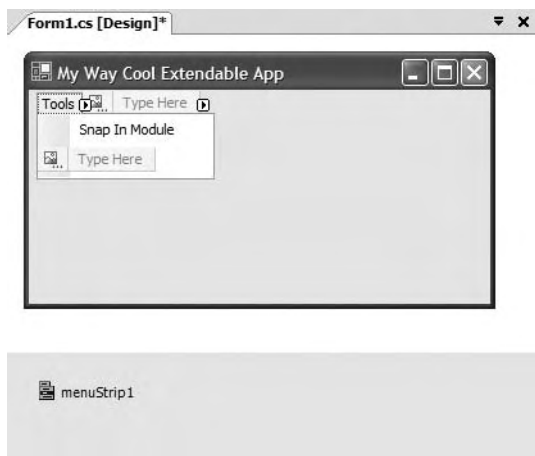 Form1.cs [Design]*
My Way Cool Extendable App
Tools Type Here
Snap In Module
Type Here
menuStrip1